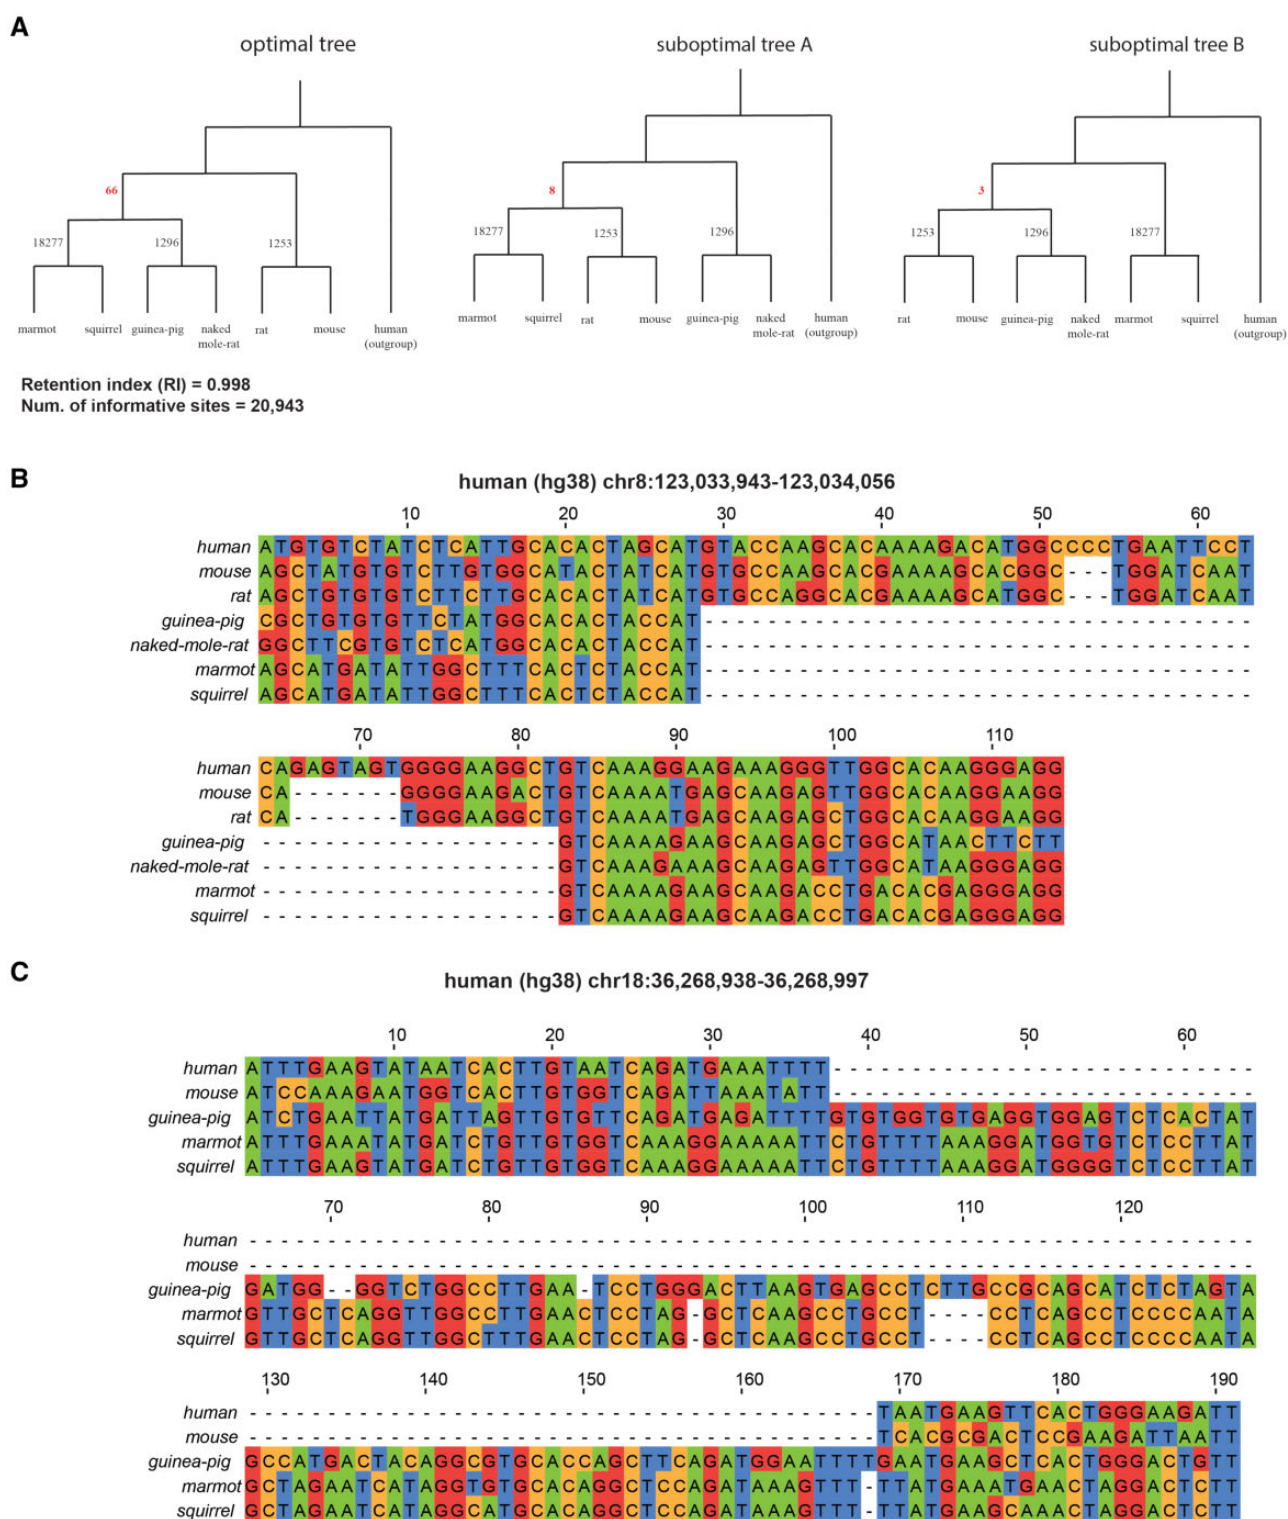 A
optimal tree
suboptimal tree A
suboptimal tree B
66
8
3
18277
1296
1253
18277
1253
1296
1253
1296
18277
marmot squirrel guinea-pig naked mole-rat rat mouse human (outgroup)
marmot squirrel rat mouse guinea-pig naked mole-rat human (outgroup)
rat mouse guinea-pig naked mole-rat marmot squirrel human (outgroup)
Retention index (RI) = 0.998
Num. of informative sites = 20,943
B
human (hg38) chr8:123,033,943-123,034,056
10 20 30 40 50 60
human ATGTGTCTATCTCATTGCACACTAGCATGTACCAAGCACAAAAGACATGGCCCCTGAATTCCT
mouse AGCTATGTGTCTTGTGGCATACTATCATGTGCCAAGCACGAAAAGCACGGC---TGGATCAAT
rat AGCTGTGTGTCTTCTTGCACACTATCATGTGCCAGGCACGAAAAGCATGGC---TGGATCAAT
guinea-pig CGCTGTGTGTTCTATGGCACACTACCAT-----------------------------------
naked-mole-rat GGCTTCGTGTCTCATGGCACACTACCAT-----------------------------------
marmot AGCATGATATTGGCTTTCACTCTACCAT-----------------------------------
squirrel AGCATGATATTGGCTTTCACTCTACCAT-----------------------------------
70 80 90 100 110
human CAGAGTAGTGGGGAAGGCTGTCAAAGGAAGAAAGGGTTGGCACAAGGGAGG
mouse CA-------GGGGAAGACTGTCAAAATGAGCAAGAGTTGGCACAAGGAAGG
rat CA-------TGGGAAGGCTGTCAAAATGAGCAAGAGCTGGCACAAGGAAGG
guinea-pig -------------------GTCAAAAGAAGCAAGAGCTGGCATAACTTCTT
naked-mole-rat -------------------GTCAAAGAAAGCAAGAGTTGGCATAAGGGAGG
marmot -------------------GTCAAAAGAAGCAAGACCTGACACGAGGGAGG
squirrel -------------------GTCAAAAGAAGCAAGACCTGACACGAGGGAGG
C
human (hg38) chr18:36,268,938-36,268,997
10 20 30 40 50 60
human ATTTGAAGTATAATCACTTGTAATCAGATGAAATTTT---------------------------
mouse ATCCAAAGAATGGTCACTTGTGGTCAGATTAAATATT---------------------------
guinea-pig ATCTGAATTATGATTAGTTGTGTTCAGATGAGATTTTGTGTGGTGTGAGGTGGAGTCTCACTAT
marmot ATTTGAAATATGATCTGTTGTGGTCAAAGGAAAAATTCTGTTTTAAAGGATGGTGTCTCCTTAT
squirrel ATTTGAAGTATGATCTGTTGTGGTCAAAGGAAAAATTCTGTTTTAAAGGATGGGGTCTCCTTAT
70 80 90 100 110 120
human ----------------------------------------------------------------
mouse ----------------------------------------------------------------
guinea-pig GATGG--GGTCTGGCCTTGAA-TCCTGGGACTTAAGTGAGCCTCTTGCCGCAGCATCTCTAGTA
marmot GTTGCTCAGGTTGGCCTTGAACTCCTAG-GCTCAAGCCTGCCT----CCTCAGCCTCCCCAATA
squirrel GTTGCTCAGGTTGGCTTTGAACTCCTAG-GCTCAAGCCTGCCT----CCTCAGCCTCCCCAATA
130 140 150 160 170 180 190
human ----------------------------------------TAATGAAGTTCACTGGGAAGATT
mouse ----------------------------------------TCACGCGACTCCGAAGATTAATT
guinea-pig GCCATGACTACAGGCGTGCACCAGCTTCAGATGGAATTTTGAATGAAGCTCACTGGGACTGTT
marmot GCTAGAATCATAGGTGTGCACAGGCTCCAGATAAAGTTT-TTATGAAATGAACTAGGACTCTT
squirrel GCTAGAATCATAGGCATGCACAGGCTCCAGATAAAGTTT-TTATGAAGCAAACTAGGACTCTT